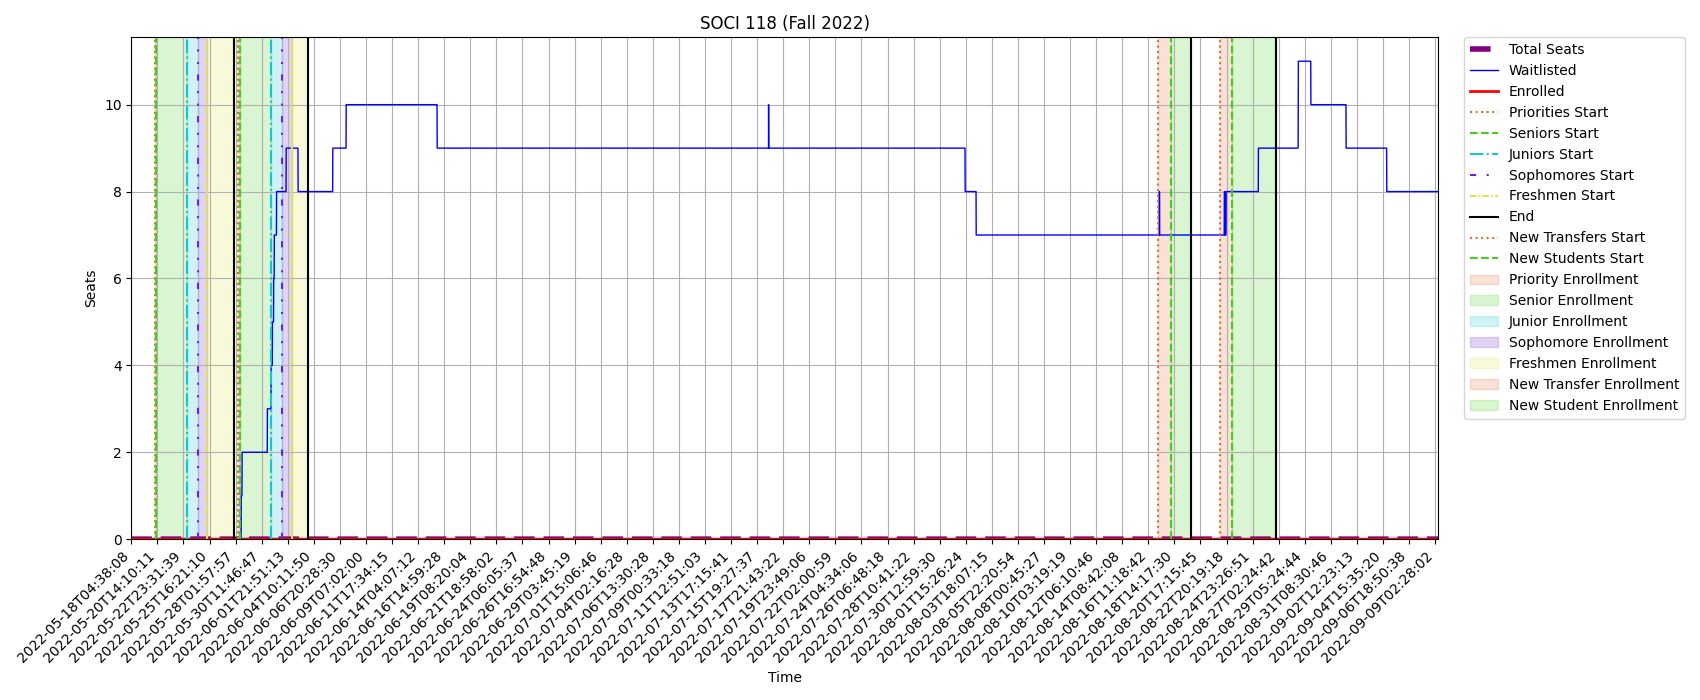 SOCI 118 (Fall 2022)
Seats
10
8
6
4
2
0
2022-05-18T04:38:08
2022-05-20T14:10:11
2022-05-22T23:31:39
2022-05-25T16:21:10
2022-05-28T01:57:57
2022-05-30T11:46:47
2022-06-01T21:51:13
2022-06-04T10:11:50
2022-06-06T20:28:30
2022-06-09T07:02:00
2022-06-11T17:34:15
2022-06-14T04:07:12
2022-06-16T14:59:28
2022-06-19T08:20:04
2022-06-21T18:58:02
2022-06-24T06:05:37
2022-06-26T16:54:48
2022-06-29T03:45:19
2022-07-01T15:06:46
2022-07-04T02:16:28
2022-07-06T13:30:28
2022-07-09T00:33:18
2022-07-11T12:51:03
2022-07-13T17:15:41
2022-07-15T19:27:37
2022-07-17T21:43:22
2022-07-19T23:49:06
2022-07-22T02:00:59
2022-07-24T04:34:06
2022-07-26T06:48:18
2022-07-28T10:41:22
2022-07-30T12:59:30
2022-08-01T15:26:24
2022-08-03T18:07:15
2022-08-05T22:20:54
2022-08-08T00:45:27
2022-08-10T03:19:19
2022-08-12T06:10:46
2022-08-14T08:42:08
2022-08-16T11:18:42
2022-08-18T14:17:30
2022-08-20T17:15:45
2022-08-22T20:19:18
2022-08-24T23:26:51
2022-08-27T02:24:42
2022-08-29T05:24:44
2022-08-31T08:30:46
2022-09-02T12:23:13
2022-09-04T15:35:20
2022-09-06T18:50:38
2022-09-09T02:28:02
Time
Total Seats
Waitlisted
Enrolled
Priorities Start
Seniors Start
Juniors Start
Sophomores Start
Freshmen Start
End
New Transfers Start
New Students Start
Priority Enrollment
Senior Enrollment
Junior Enrollment
Sophomore Enrollment
Freshmen Enrollment
New Transfer Enrollment
New Student Enrollment